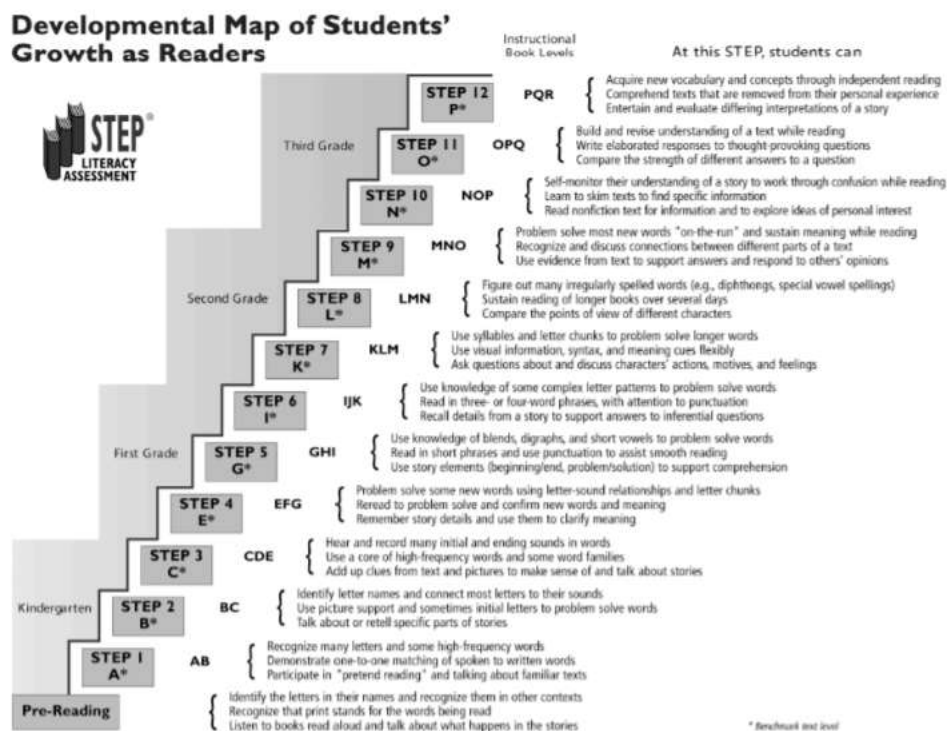 Developmental Map of Students'
Growth as Readers
Instructional
Book Levels
At this STEP, students can
STEP®
LITERACY
ASSESSMENT
Third Grade
STEP 12
P*
PQR
Acquire new vocabulary and concepts through independent reading
Comprehend texts that are removed from their personal experience
Entertain and evaluate differing interpretations of a story
STEP 11
O*
OPQ
Build and revise understanding of a text while reading
Write elaborated responses to thought-provoking questions
Compare the strength of different answers to a question
STEP 10
N*
NOP
Self-monitor their understanding of a story to work through confusion while reading
Learn to skim texts to find specific information
Read nonfiction text for information and to explore ideas of personal interest
STEP 9
M*
MNO
Problem solve most new words "on-the-run" and sustain meaning while reading
Recognize and discuss connections between different parts of a text
Use evidence from text to support answers and respond to others' opinions
Second Grade
STEP 8
L*
LMN
Figure out many irregularly spelled words (e.g., diphthongs, special vowel spellings)
Sustain reading of longer books over several days
Compare the points of view of different characters
STEP 7
K*
KLM
Use syllables and letter chunks to problem solve longer words
Use visual information, syntax, and meaning cues flexibly
Ask questions about and discuss characters' actions, motives, and feelings
STEP 6
I*
IJK
Use knowledge of some complex letter patterns to problem solve words
Read in three- or four-word phrases, with attention to punctuation
Recall details from a story to support answers to inferential questions
First Grade
STEP 5
G*
GHI
Use knowledge of blends, digraphs, and short vowels to problem solve words
Read in short phrases and use punctuation to assist smooth reading
Use story elements (beginning/end, problem/solution) to support comprehension
STEP 4
E*
EFG
Problem solve some new words using letter-sound relationships and letter chunks
Reread to problem solve and confirm new words and meaning
Remember story details and use them to clarify meaning
STEP 3
C*
CDE
Hear and record many initial and ending sounds in words
Use a core of high-frequency words and some word families
Add up clues from text and pictures to make sense of and talk about stories
Kindergarten
STEP 2
B*
BC
Identify letter names and connect most letters to their sounds
Use picture support and sometimes initial letters to problem solve words
Talk about or retell specific parts of stories
STEP 1
A*
AB
Recognize many letters and some high-frequency words
Demonstrate one-to-one matching of spoken to written words
Participate in "pretend reading" and talking about familiar texts
Pre-Reading
Identify the letters in their names and recognize them in other contexts
Recognize that print stands for the words being read
Listen to books read aloud and talk about what happens in the stories
* Benchmark text level